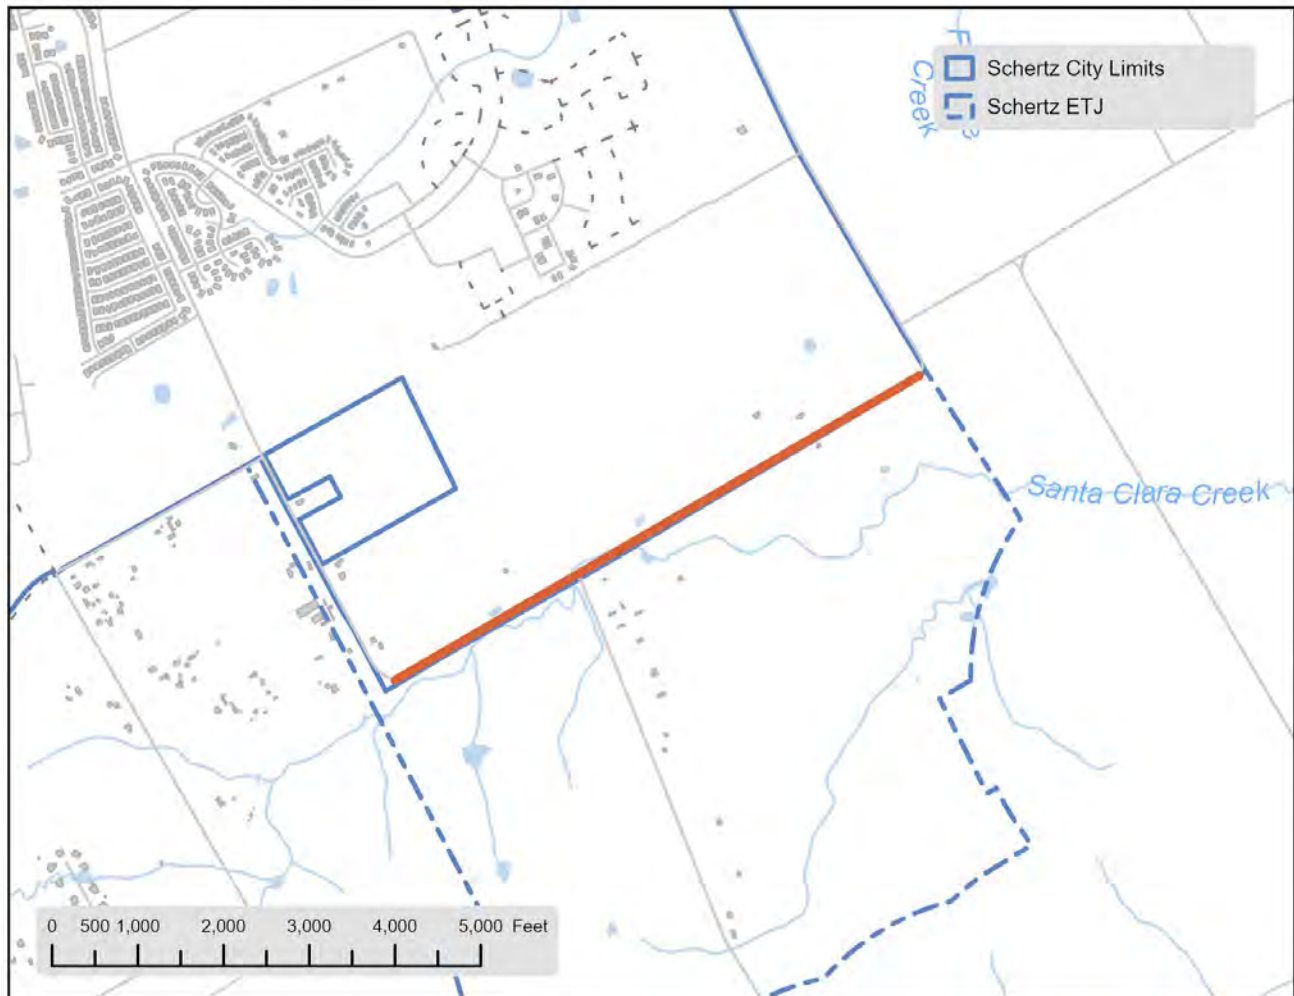 Creek
Schertz City Limits
Schertz ETJ
Santa Clara Creek
0 500 1,000 2,000 3,000 4,000 5,000 Feet